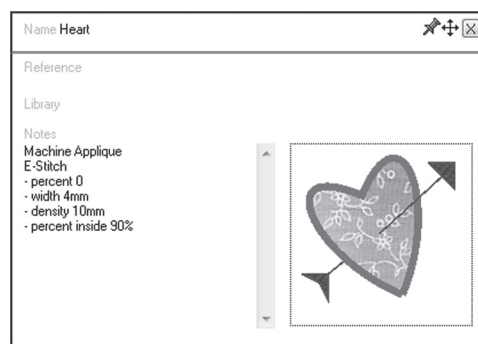 Name Heart
Reference
Library
Notes
Machine Applique
E-Stitch
- percent 0
- width 4mm
- density 10mm
- percent inside 90%